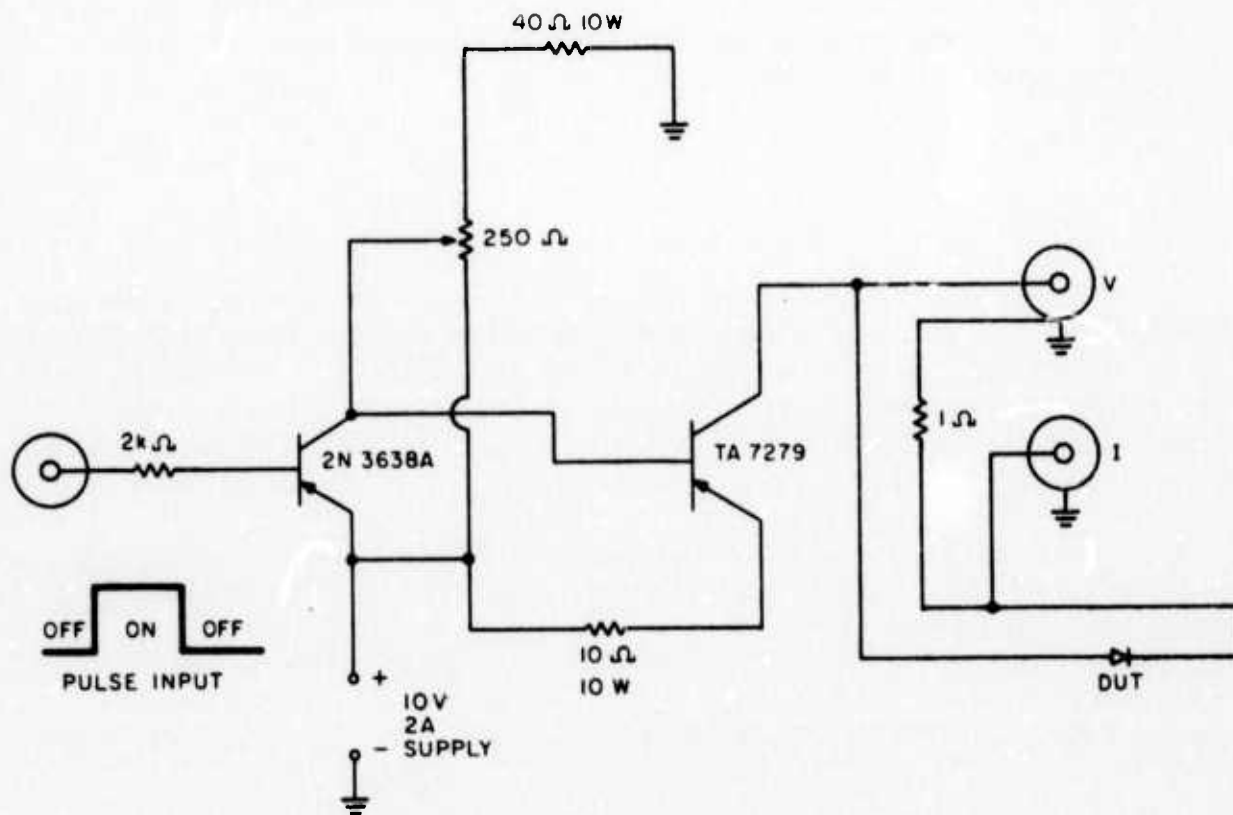 40 Ω 10W
250 Ω
V
2k Ω
2N 3638A
TA 7279
1 Ω
I
OFF ON OFF
PULSE INPUT
10 Ω
10 W
DUT
+
10V
2A
- SUPPLY